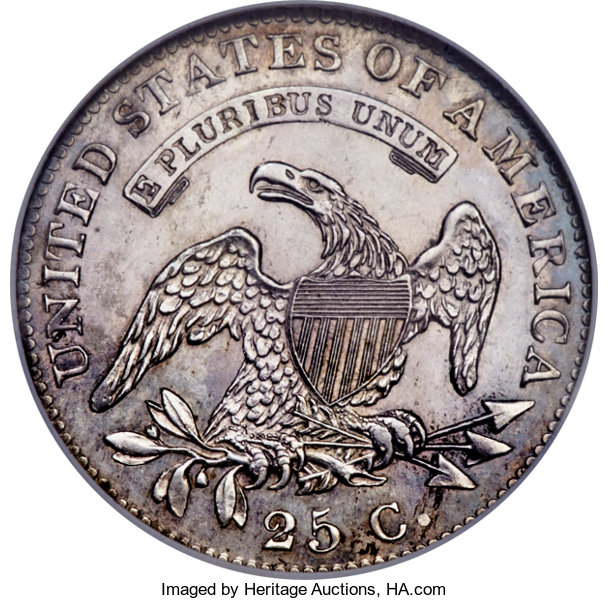 UNITED STATES OF AMERICA
E PLURIBUS UNUM
25 C.
Imaged by Heritage Auctions, HA.com